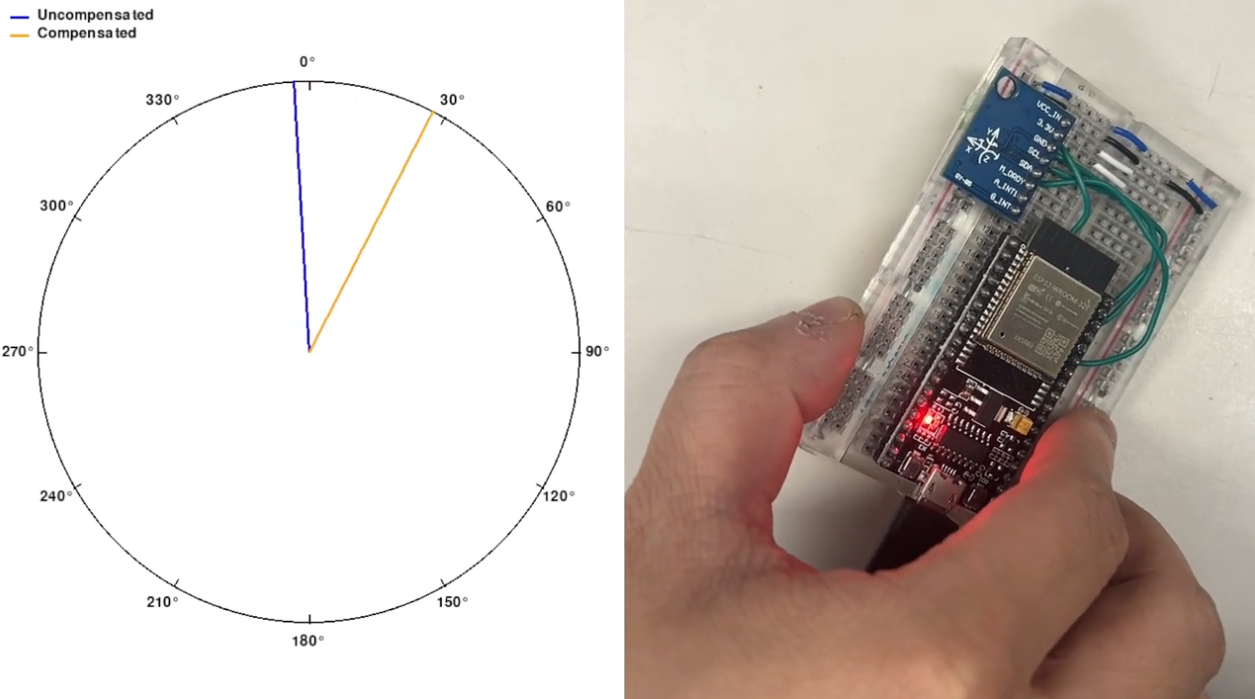 Uncompensated
Compensated
0°
330°
30°
300°
60°
270°
90°
240°
120°
210°
150°
180°
VCC_IN
3.3V
GND
SCL
SDA
M_DRDY
A_INT1
G_INT
Y
X
Z
ESP32-WROOM-32